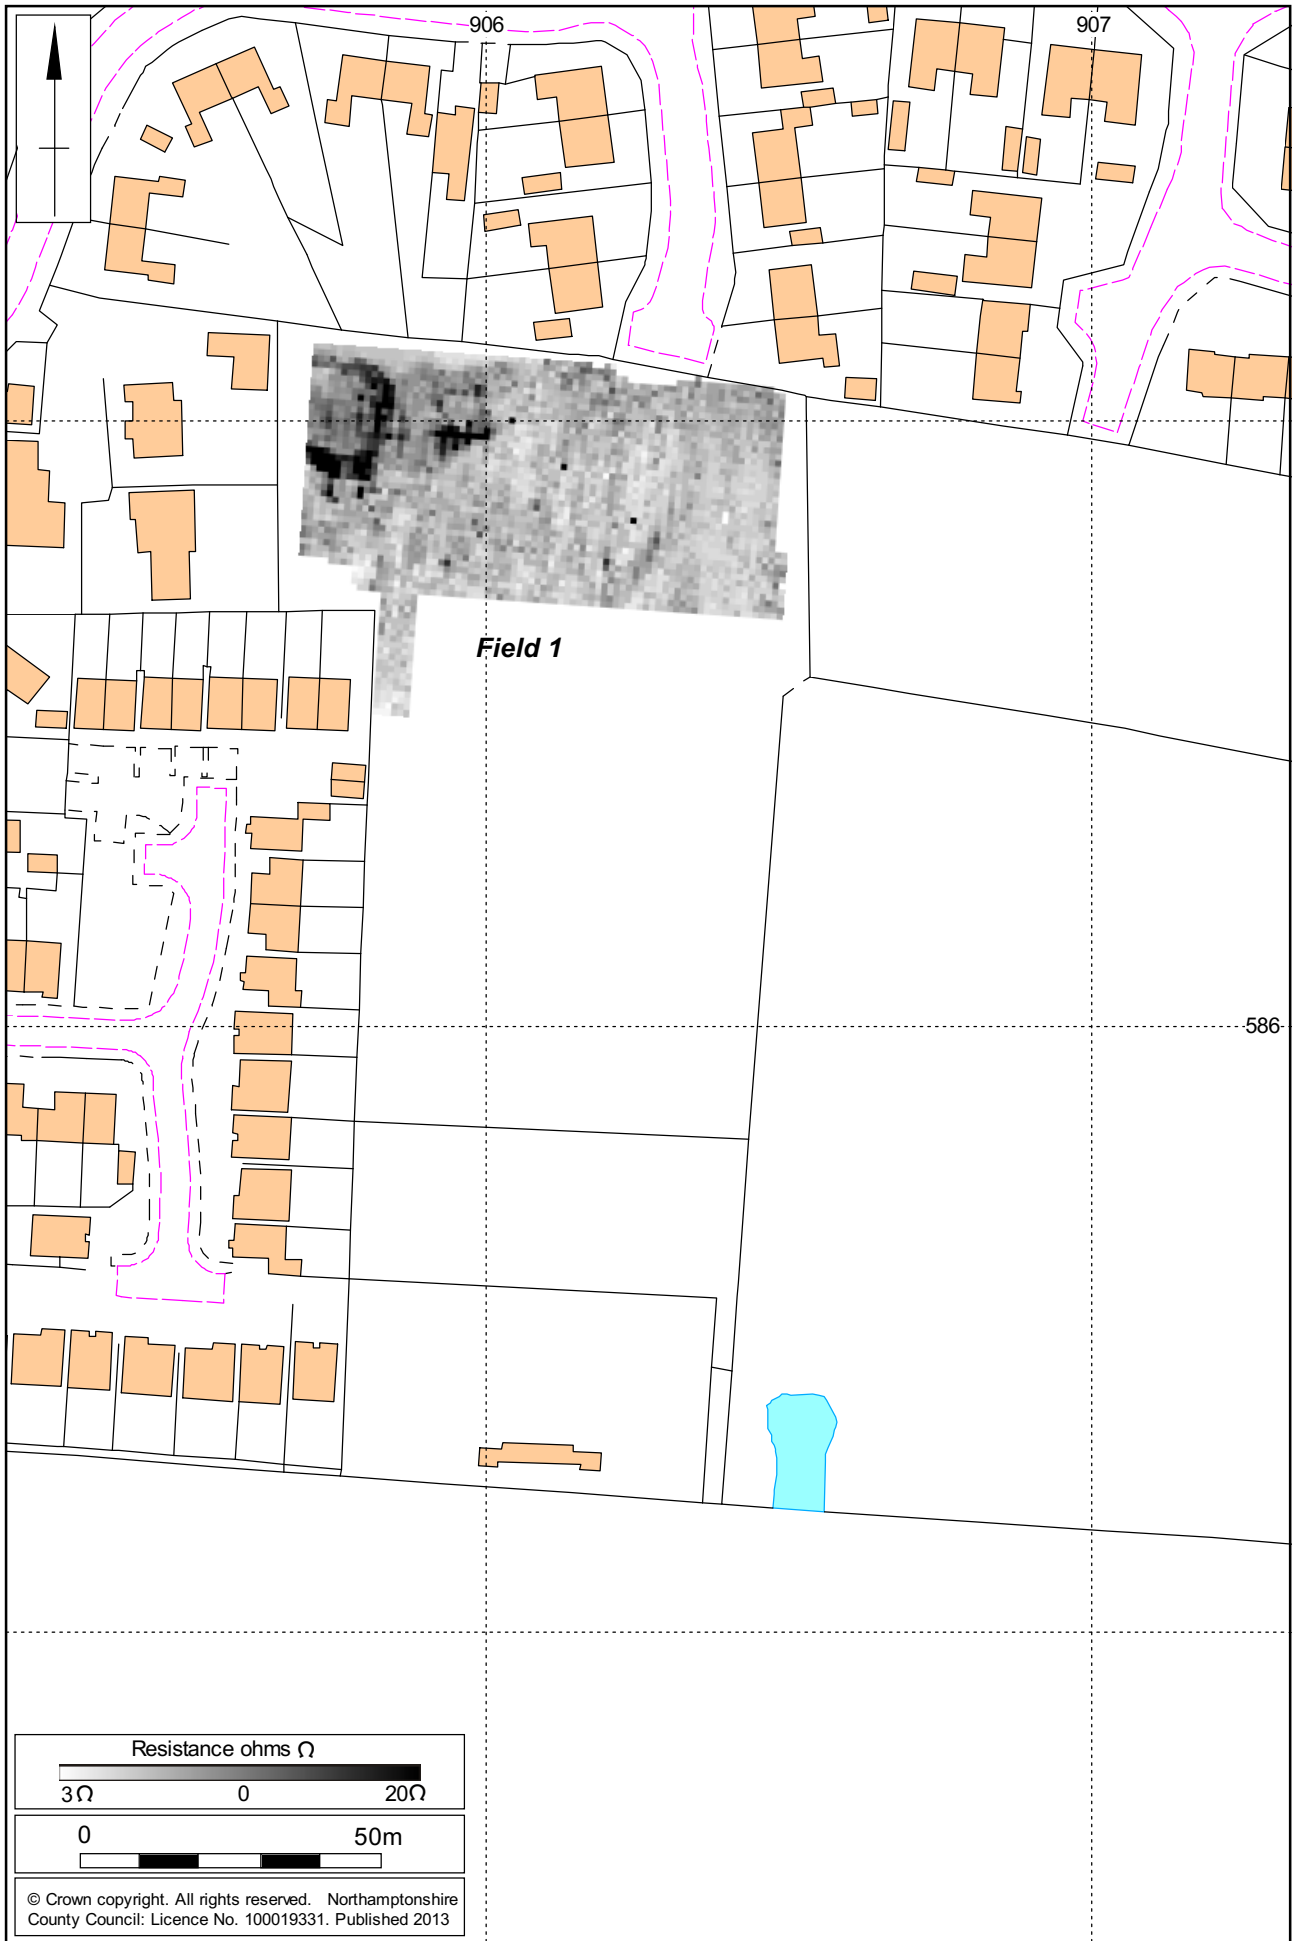 906
907
Field 1
586
Resistance ohms Ω
3Ω 0 20Ω
0 50m
© Crown copyright. All rights reserved. Northamptonshire
County Council: Licence No. 100019331. Published 2013